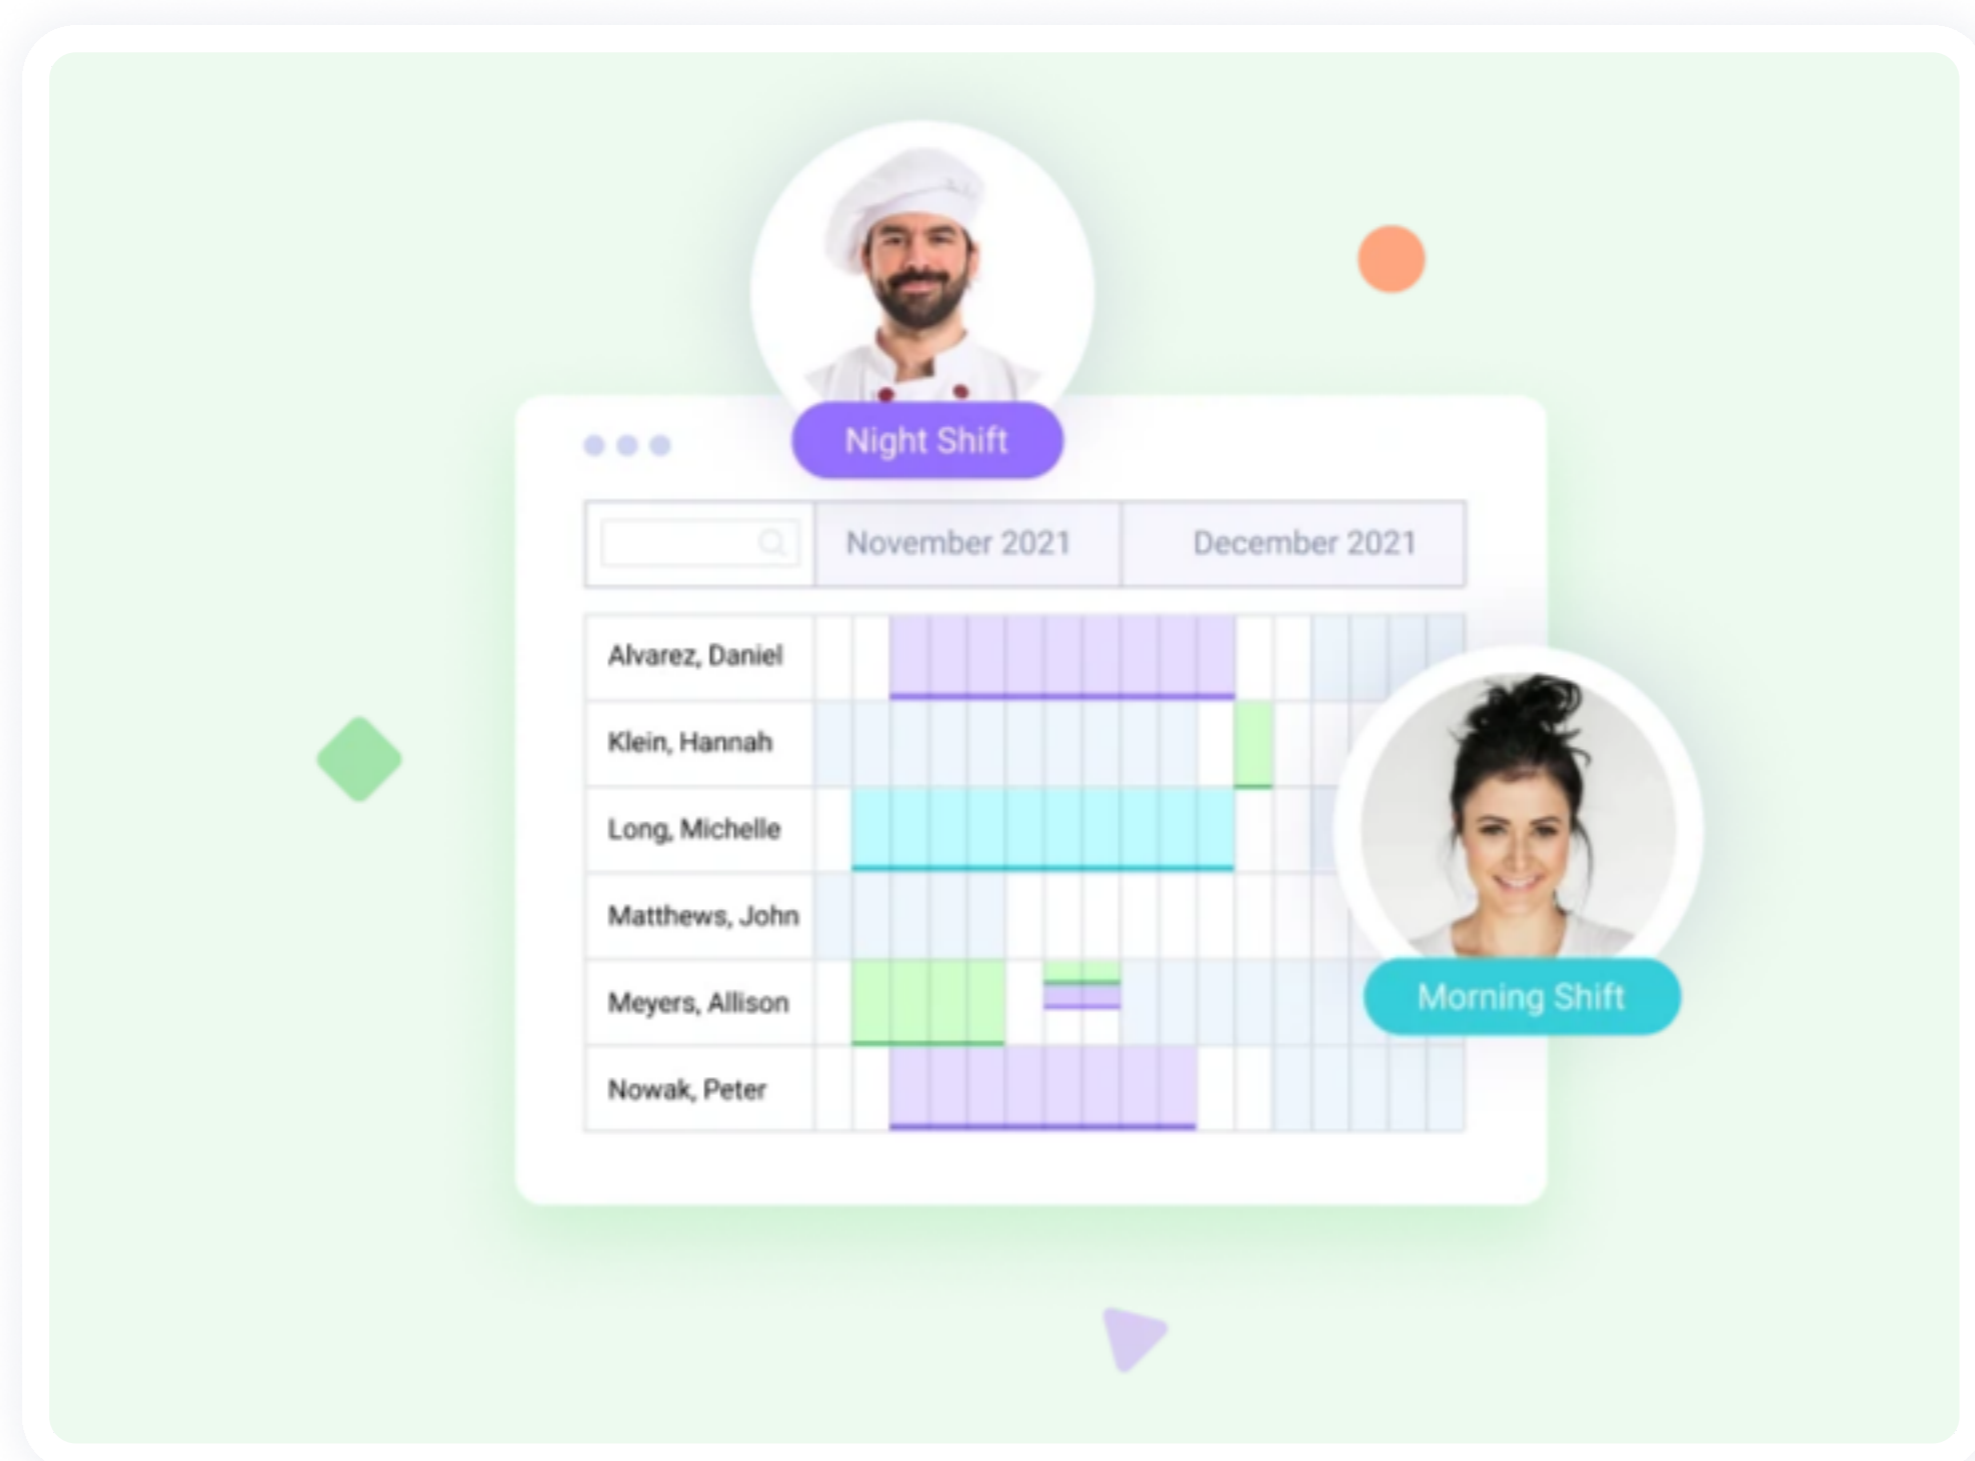 Night Shift
November 2021
December 2021
Alvarez, Daniel
Klein, Hannah
Long, Michelle
Matthews, John
Meyers, Allison
Morning Shift
Nowak, Peter